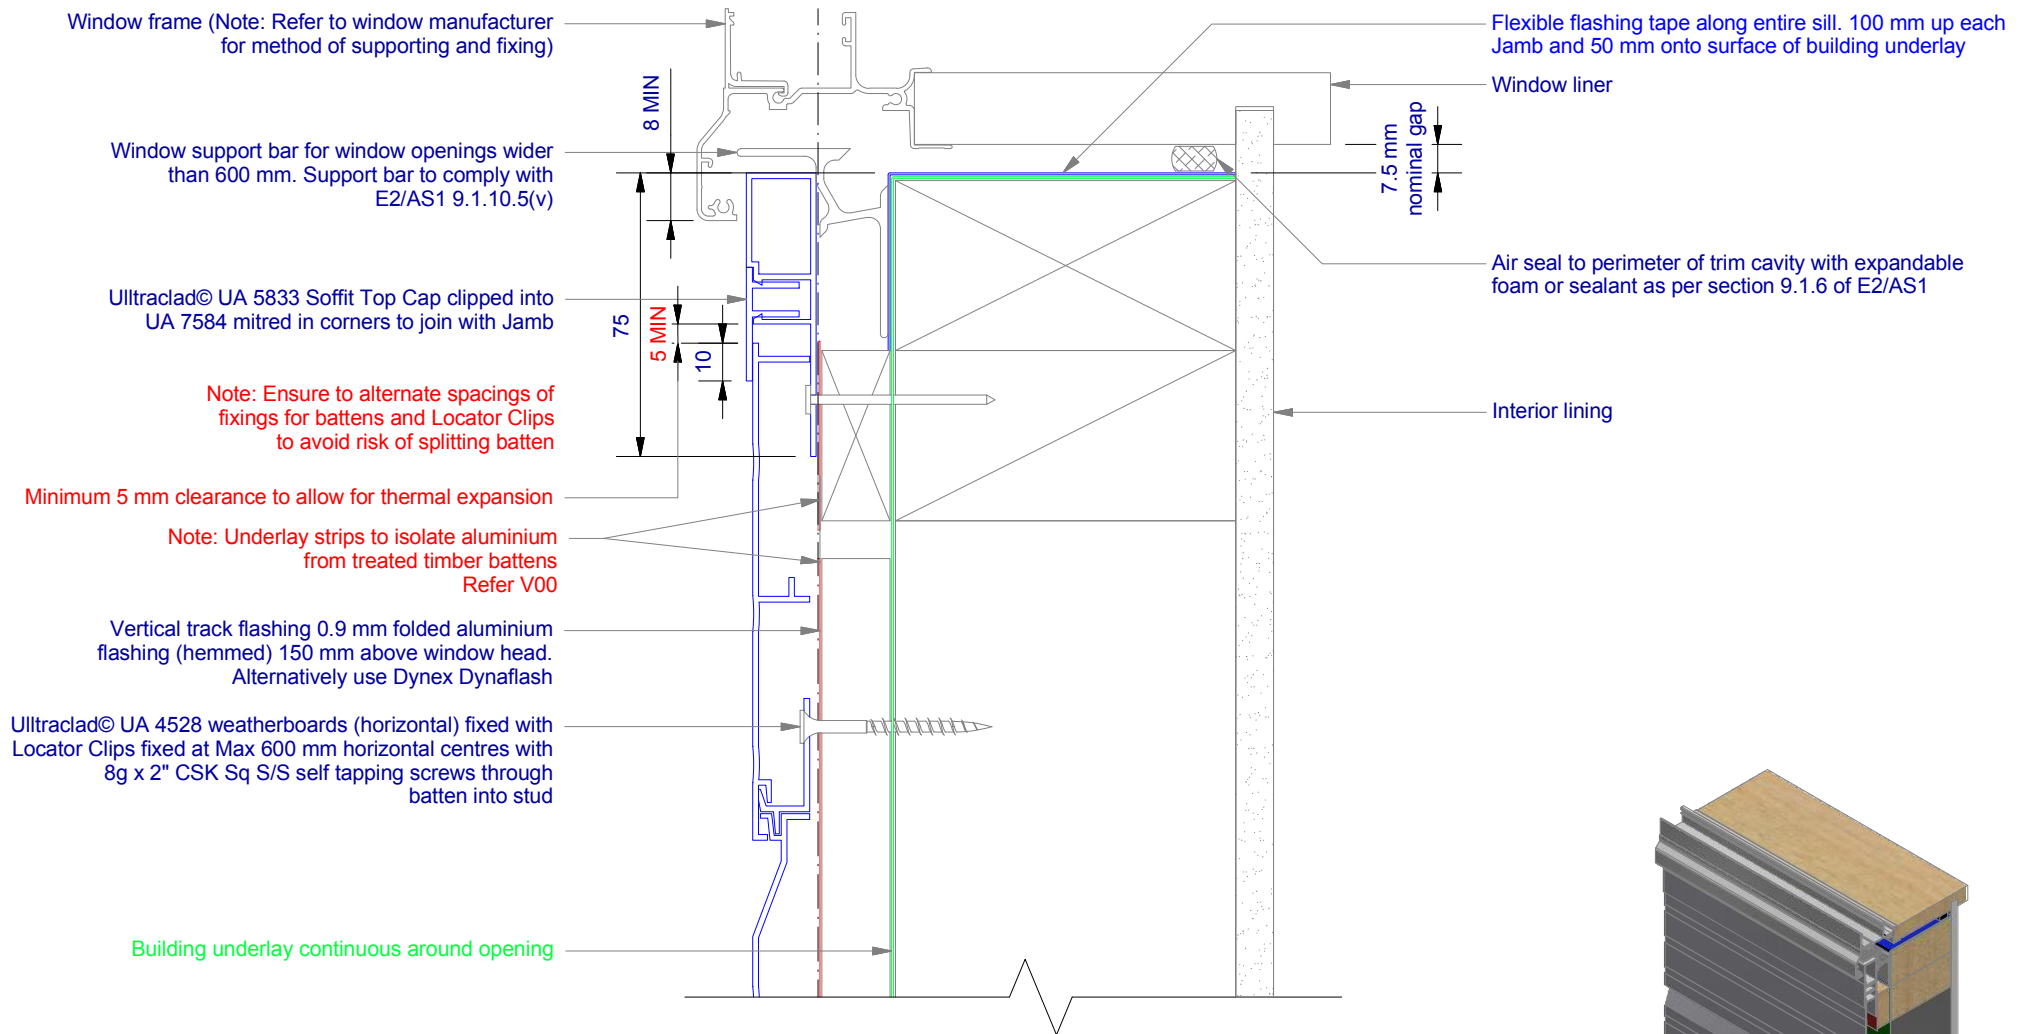 Window frame (Note: Refer to window manufacturer
for method of supporting and fixing)
Window support bar for window openings wider
than 600 mm. Support bar to comply with
E2/AS1 9.1.10.5(v)
Ulltraclad© UA 5833 Soffit Top Cap clipped into
UA 7584 mitred in corners to join with Jamb
Note: Ensure to alternate spacings of
fixings for battens and Locator Clips
to avoid risk of splitting batten
Minimum 5 mm clearance to allow for thermal expansion
Note: Underlay strips to isolate aluminium
from treated timber battens
Refer V00
Vertical track flashing 0.9 mm folded aluminium
flashing (hemmed) 150 mm above window head.
Alternatively use Dynex Dynaflash
Ulltraclad© UA 4528 weatherboards (horizontal) fixed with
Locator Clips fixed at Max 600 mm horizontal centres with
8g x 2" CSK Sq S/S self tapping screws through
batten into stud
Building underlay continuous around opening
8 MIN
75
5 MIN
10
Flexible flashing tape along entire sill. 100 mm up each
Jamb and 50 mm onto surface of building underlay
Window liner
7.5 mm
nominal gap
Air seal to perimeter of trim cavity with expandable
foam or sealant as per section 9.1.6 of E2/AS1
Interior lining